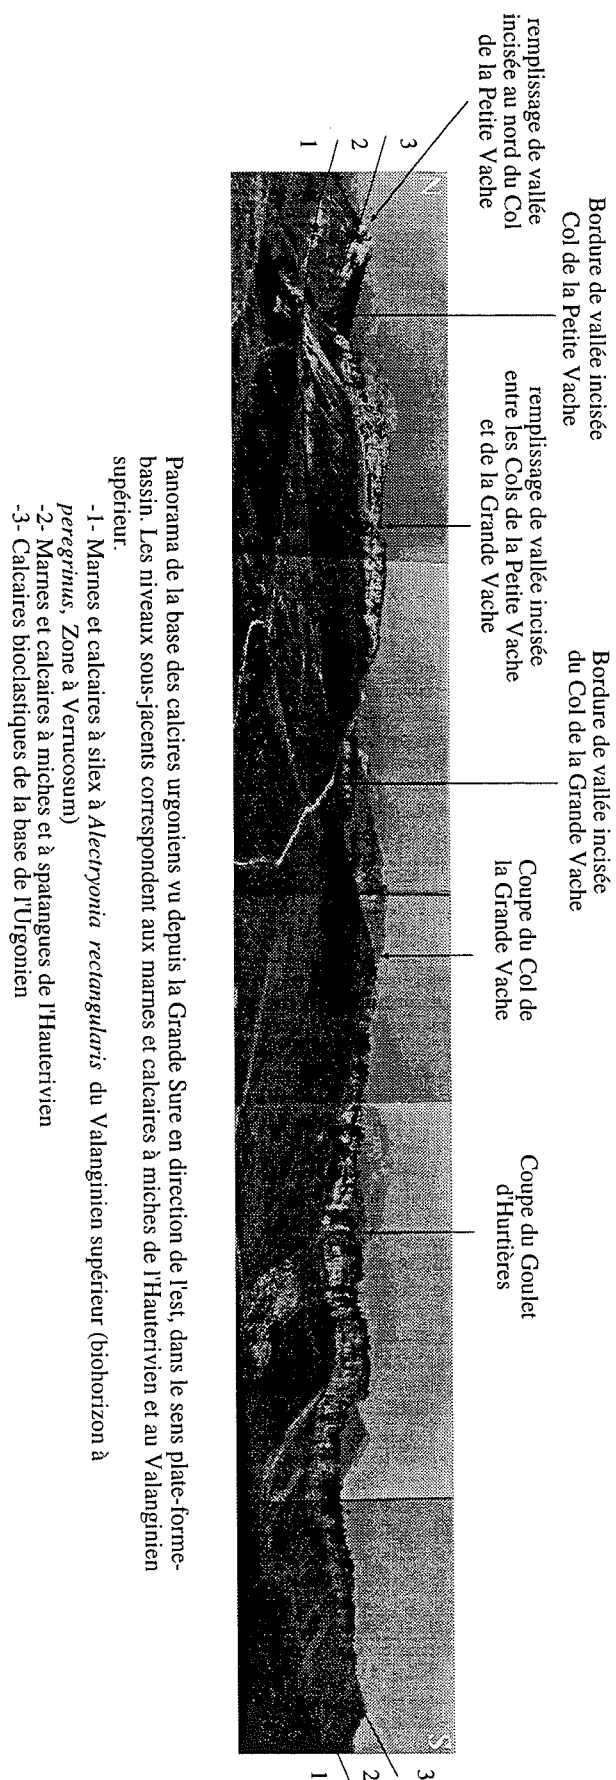 Bordure de vallée incisée
Col de la Petite Vache
Bordure de vallée incisée
du Col de la Grande Vache
remplissage de vallée
incisée au nord du Col
de la Petite Vache
remplissage de vallée incisée
entre les Cols de la Petite Vache
et de la Grande Vache
Coupe du Col de
la Grande Vache
Coupe du Goulet
d'Hurtières
3
2
1
N
S
3
2
1
Panorama de la base des calcires urgoniens vu depuis la Grande Sure en direction de l'est, dans le sens plate-forme-
bassin. Les niveaux sous-jacents correspondent aux marnes et calcaires à miches de l'Hauterivien et au Valanginien
supérieur.
-1- Marnes et calcaires à silex à Alectryonia rectangularis du Valanginien supérieur (biohorizon à
peregrinus, Zone à Verrucosum)
-2- Marnes et calcaires à miches et à spatangues de l'Hauterivien
-3- Calcaires bioclastiques de la base de l'Urgonien